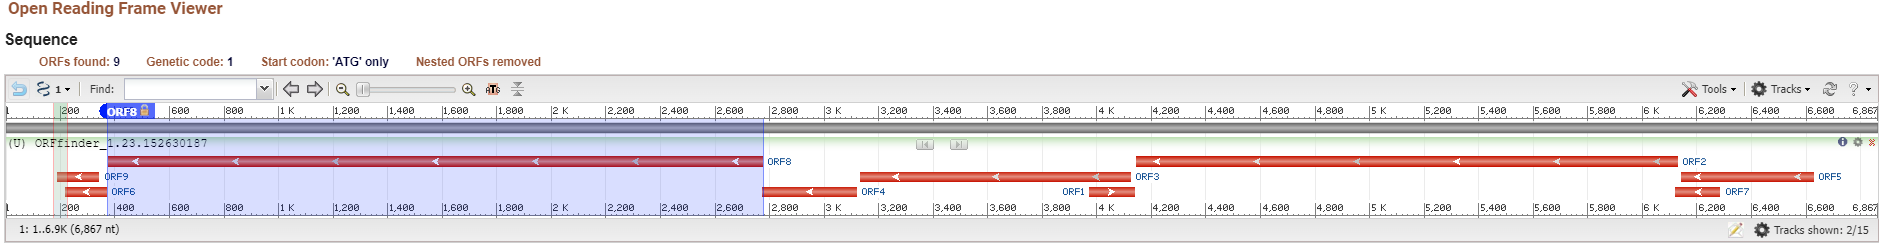 Open Reading Frame Viewer
Sequence
ORFs found: 9 Genetic code: 1 Start codon: 'ATG' only Nested ORFs removed
1 Find: ATG Tools Tracks ?
200 ORF8 600 800 1 K 1,200 1,400 1,600 1,800 2 K 2,200 2,400 2,600 2,800 3 K 3,200 3,400 3,600 3,800 4 K 4,200 4,400 4,600 4,800 5 K 5,200 5,400 5,600 5,800 6 K 6,200 6,400 6,600 6,867
(U) ORFfinder_1.23.152630187
ORF8 ORF2
ORF9 ORF3 ORF5
ORF6 ORF4 ORF1 ORF7
200 400 600 800 1 K 1,200 1,400 1,600 1,800 2 K 2,200 2,400 2,600 2,800 3 K 3,200 3,400 3,600 3,800 4 K 4,200 4,400 4,600 4,800 5 K 5,200 5,400 5,600 5,800 6 K 6,200 6,400 6,600 6,867
1: 1..6.9K (6,867 nt) Tracks shown: 2/15